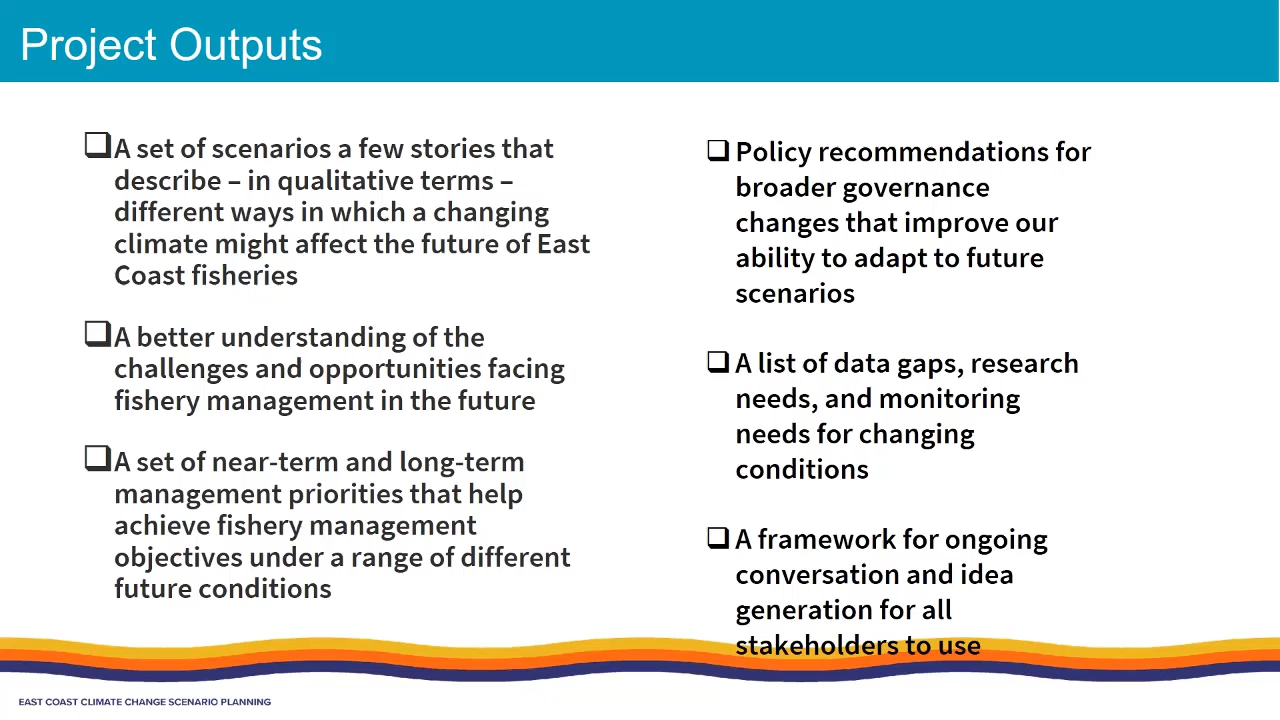 Project Outputs
A set of scenarios a few stories that
describe – in qualitative terms –
different ways in which a changing
climate might affect the future of East
Coast fisheries
A better understanding of the
challenges and opportunities facing
fishery management in the future
A set of near-term and long-term
management priorities that help
achieve fishery management
objectives under a range of different
future conditions
Policy recommendations for
broader governance
changes that improve our
ability to adapt to future
scenarios
A list of data gaps, research
needs, and monitoring
needs for changing
conditions
A framework for ongoing
conversation and idea
generation for all
stakeholders to use
EAST COAST CLIMATE CHANGE SCENARIO PLANNING